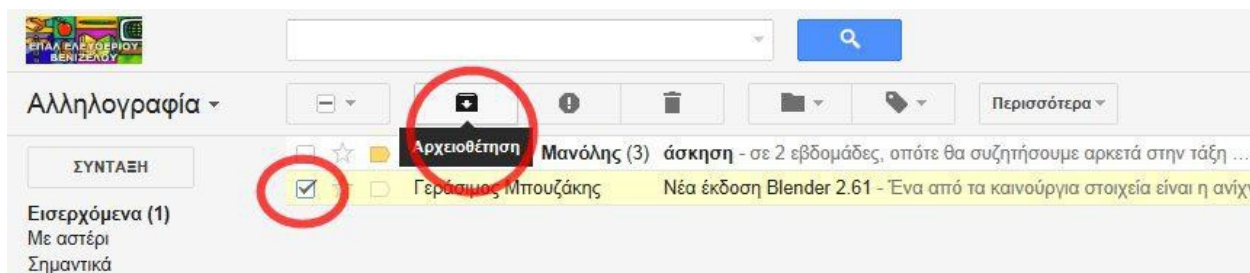 ΕΠΑΛ ΕΛΕΥΘΕΡΙΟΥ
ΒΕΝΙΖΕΛΟΥ
Αλληλογραφία
Περισσότερα
Αρχειοθέτηση
ΣΥΝΤΑΞΗ
Μανόλης (3) άσκηση - σε 2 εβδομάδες, οπότε θα συζητήσουμε αρκετά στην τάξη ...
Γεράσιμος Μπουζάκης Νέα έκδοση Blender 2.61 - Ένα από τα καινούργια στοιχεία είναι η
Εισερχόμενα (1)
Με αστέρι
Σημαντικά